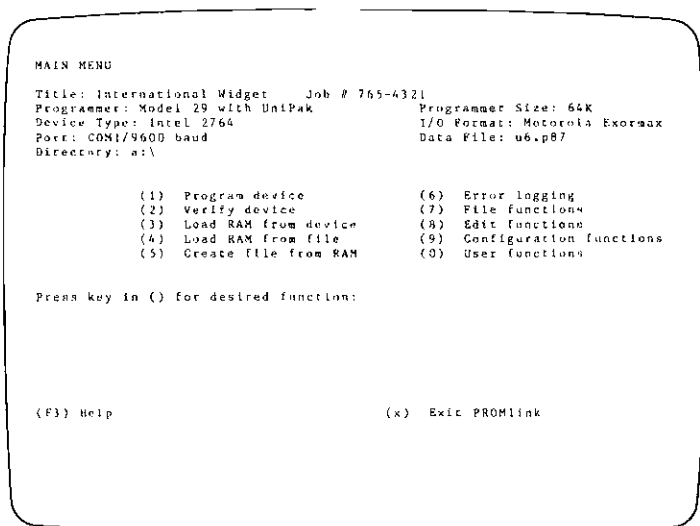 MAIN MENU
Title: International Widget Job # 765-4321
Programmer: Model 29 with UniPak Programmer Size: 64K
Device Type: Intel 2764 I/O Format: Motorola Exormax
Port: COM1/9600 baud Data File: u6.p87
Directory: a:\
(1) Program device (6) Error logging
(2) Verify device (7) File functions
(3) Load RAM from device (8) Edit functions
(4) Load RAM from file (9) Configuration functions
(5) Create file from RAM (0) User functions
Press key in () for desired function:
(F3) Help (x) Exit PROMlink